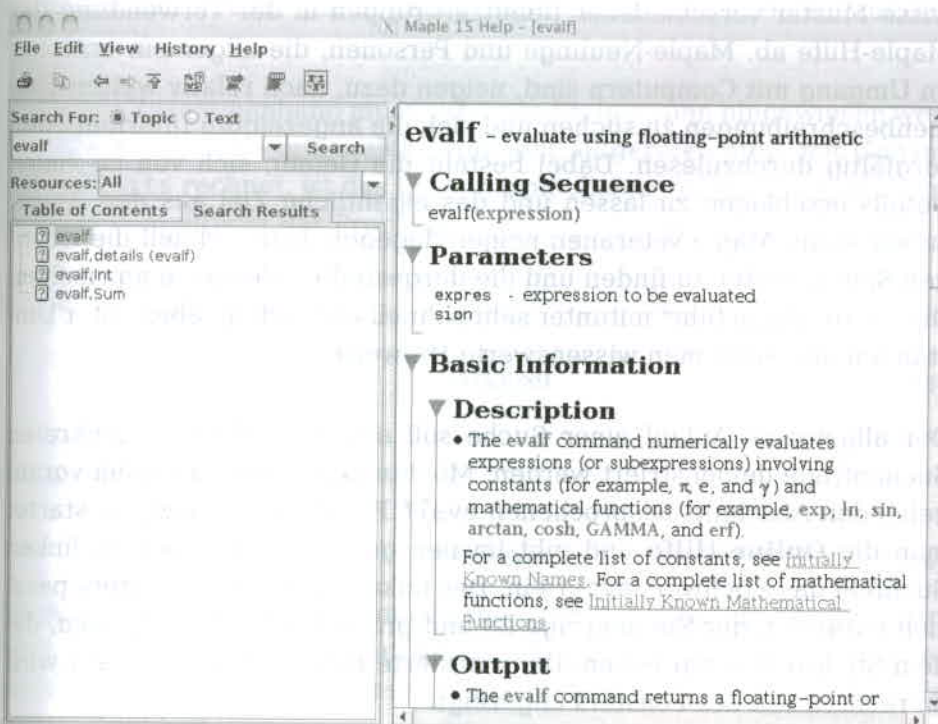 Maple 15 Help - [evalf]
File Edit View History Help
Search For: Topic Text
evalf Search
Resources: All
Table of Contents Search Results
evalf
evalf,details (evalf)
evalf,Int
evalf,Sum
evalf - evaluate using floating-point arithmetic
Calling Sequence
evalf(expression)
Parameters
expres - expression to be evaluated
sion
Basic Information
Description
• The evalf command numerically evaluates
expressions (or subexpressions) involving
constants (for example, π, e, and γ) and
mathematical functions (for example, exp, ln, sin,
arctan, cosh, GAMMA, and erf).
For a complete list of constants, see Initially
Known Names. For a complete list of mathematical
functions, see Initially Known Mathematical
Functions.
Output
• The evalf command returns a floating-point or